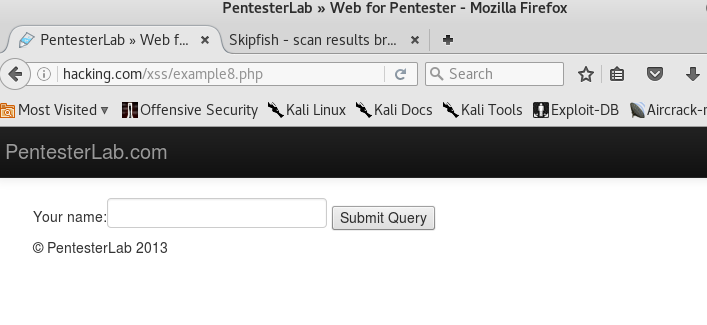 PentesterLab » Web for Pentester - Mozilla Firefox
PentesterLab » Web f... × Skipfish - scan results br... ×
hacking.com/xss/example8.php Search
Most Visited Offensive Security Kali Linux Kali Docs Kali Tools Exploit-DB Aircrack-n
PentesterLab.com
Your name: Submit Query
© PentesterLab 2013